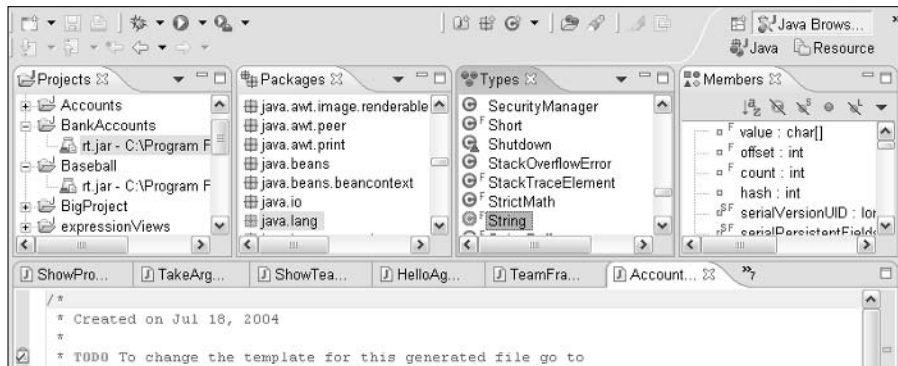 Java Brows...
Java Resource
Projects
Accounts
BankAccounts
rt.jar - C:\Program F
Baseball
rt.jar - C:\Program F
BigProject
expressionViews
Packages
java.awt.image.renderable
java.awt.peer
java.awt.print
java.beans
java.beans.beancontext
java.io
java.lang
Types
SecurityManager
F Short
Shutdown
StackOverflowError
F StackTraceElement
F StrictMath
F String
Members
F value : char[]
F offset : int
F count : int
hash : int
SF serialVersionUID : lor
SF serialPersistentFields
ShowPro... TakeArg... ShowTea... HelloAg... TeamFra... Account... »7
/*
* Created on Jul 18, 2004
*
* TODO To change the template for this generated file go to